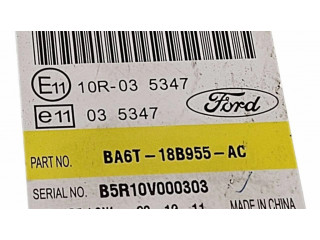 E11 10R-03 5347
e11 03 5347
Ford
PART NO. BA6T-18B955-AC
SERIAL NO. B5R10V000303
MADE IN CHINA